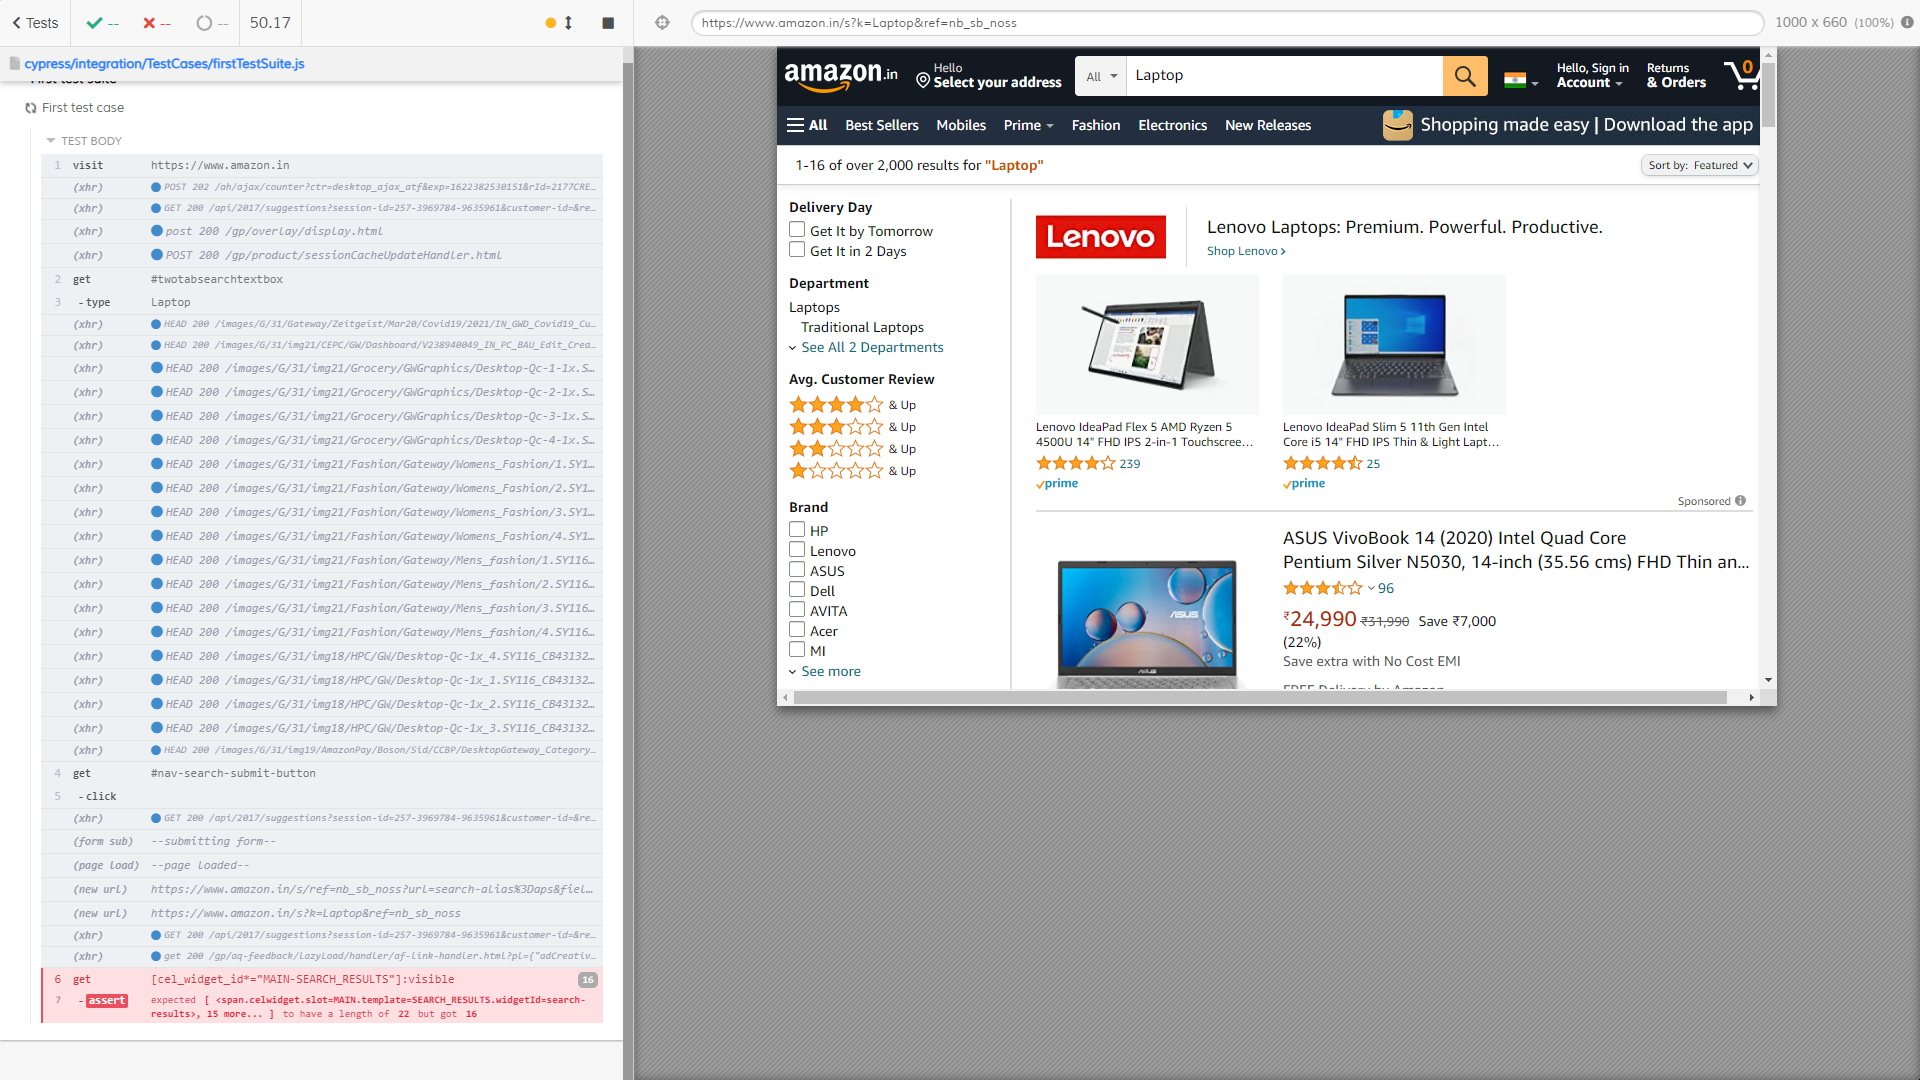 Tests
--
--
--
50.17
https://www.amazon.in/s?k=Laptop&ref=nb_sb_noss
1000 x 660 (100%)
cypress/integration/TestCases/firstTestSuite.js
First test suite
First test case
TEST BODY
1 visit https://www.amazon.in
(xhr) POST 202 /ah/ajax/counter?ctr=desktop_ajax_atf&exp=1622382530151&rId=2177CRE...
(xhr) GET 200 /api/2017/suggestions?session-id=257-3969784-9635961&customer-id=&re...
(xhr) post 200 /gp/overlay/display.html
(xhr) POST 200 /gp/product/sessionCacheUpdateHandler.html
2 get #twotabsearchtextbox
3 -type Laptop
(xhr) HEAD 200 /images/G/31/Gateway/Zeitgeist/Mar20/Covid19/2021/IN_GWD_Covid19_Cu...
(xhr) HEAD 200 /images/G/31/img21/CEPC/GW/Dashboard/V238940049_IN_PC_BAU_Edit_Crea...
(xhr) HEAD 200 /images/G/31/img21/Grocery/GWGraphics/Desktop-Qc-1-1x.S...
(xhr) HEAD 200 /images/G/31/img21/Grocery/GWGraphics/Desktop-Qc-2-1x.S...
(xhr) HEAD 200 /images/G/31/img21/Grocery/GWGraphics/Desktop-Qc-3-1x.S...
(xhr) HEAD 200 /images/G/31/img21/Grocery/GWGraphics/Desktop-Qc-4-1x.S...
(xhr) HEAD 200 /images/G/31/img21/Fashion/Gateway/Womens_Fashion/1.SY1...
(xhr) HEAD 200 /images/G/31/img21/Fashion/Gateway/Womens_Fashion/2.SY1...
(xhr) HEAD 200 /images/G/31/img21/Fashion/Gateway/Womens_Fashion/3.SY1...
(xhr) HEAD 200 /images/G/31/img21/Fashion/Gateway/Womens_Fashion/4.SY1...
(xhr) HEAD 200 /images/G/31/img21/Fashion/Gateway/Mens_fashion/1.SY116...
(xhr) HEAD 200 /images/G/31/img21/Fashion/Gateway/Mens_fashion/2.SY116...
(xhr) HEAD 200 /images/G/31/img21/Fashion/Gateway/Mens_fashion/3.SY116...
(xhr) HEAD 200 /images/G/31/img21/Fashion/Gateway/Mens_fashion/4.SY116...
(xhr) HEAD 200 /images/G/31/img18/HPC/GW/Desktop-Qc-1x_4.SY116_CB43132...
(xhr) HEAD 200 /images/G/31/img18/HPC/GW/Desktop-Qc-1x_1.SY116_CB43132...
(xhr) HEAD 200 /images/G/31/img18/HPC/GW/Desktop-Qc-1x_2.SY116_CB43132...
(xhr) HEAD 200 /images/G/31/img18/HPC/GW/Desktop-Qc-1x_3.SY116_CB43132...
(xhr) HEAD 200 /images/G/31/img19/AmazonPay/Boson/Sid/CCBP/DesktopGateway_Category...
4 get #nav-search-submit-button
5 -click
(xhr) GET 200 /api/2017/suggestions?session-id=257-3969784-9635961&customer-id=&re...
(form sub) --submitting form--
(page load) --page loaded--
(new url) https://www.amazon.in/s/ref=nb_sb_noss?url=search-alias%3Daps&fiel...
(new url) https://www.amazon.in/s?k=Laptop&ref=nb_sb_noss
(xhr) GET 200 /api/2017/suggestions?session-id=257-3969784-9635961&customer-id=&re...
(xhr) get 200 /gp/aq-feedback/lazyLoad/handler/af-link-handler.html?pl={"adCreativ...
6 get [cel_widget_id*="MAIN-SEARCH_RESULTS"]:visible 16
7 -assert expected [ <span.celwidget.slot=MAIN.template=SEARCH_RESULTS.widgetId=search-
results>, 15 more... ] to have a length of 22 but got 16
amazon.in
Hello
Select your address
All
Laptop
Hello, Sign in
Account
Returns
& Orders
0
All
Best Sellers
Mobiles
Prime
Fashion
Electronics
New Releases
Shopping made easy | Download the app
1-16 of over 2,000 results for "Laptop"
Sort by: Featured
Delivery Day
Get It by Tomorrow
Get It in 2 Days
Department
Laptops
Traditional Laptops
See All 2 Departments
Avg. Customer Review
& Up
& Up
& Up
& Up
Brand
HP
Lenovo
ASUS
Dell
AVITA
Acer
MI
See more
Lenovo
Lenovo Laptops: Premium. Powerful. Productive.
Shop Lenovo ›
Lenovo IdeaPad Flex 5 AMD Ryzen 5
4500U 14" FHD IPS 2-in-1 Touchscree...
239
prime
Lenovo IdeaPad Slim 5 11th Gen Intel
Core i5 14" FHD IPS Thin & Light Lapt...
25
prime
Sponsored
ASUS
ASUS
ASUS VivoBook 14 (2020) Intel Quad Core
Pentium Silver N5030, 14-inch (35.56 cms) FHD Thin an...
96
₹24,990 ₹31,990 Save ₹7,000
(22%)
Save extra with No Cost EMI
FREE Delivery by Amazon